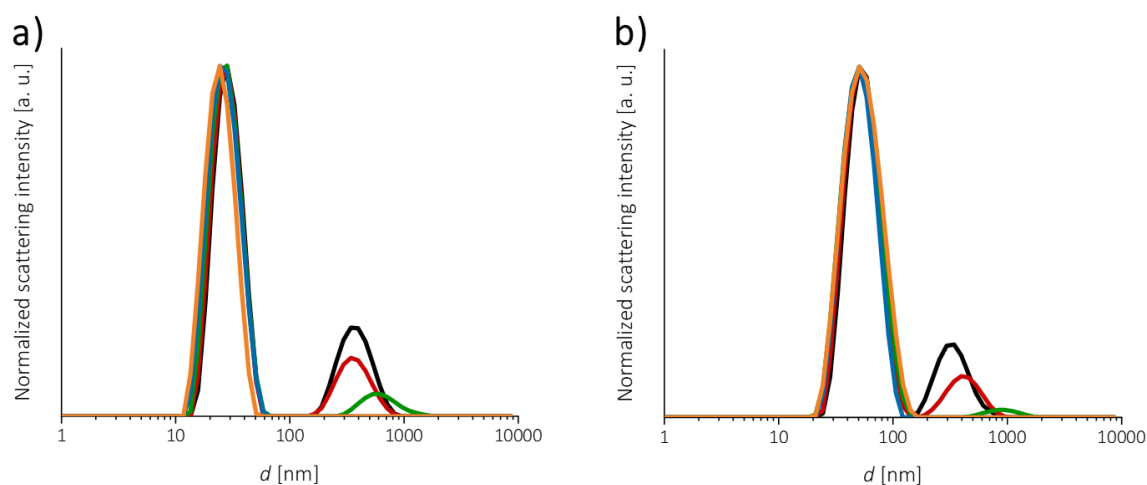 a)
Normalized scattering intensity [a. u.]
1 10 100 1000 10000
d [nm]
b)
Normalized scattering intensity [a. u.]
1 10 100 1000 10000
d [nm]